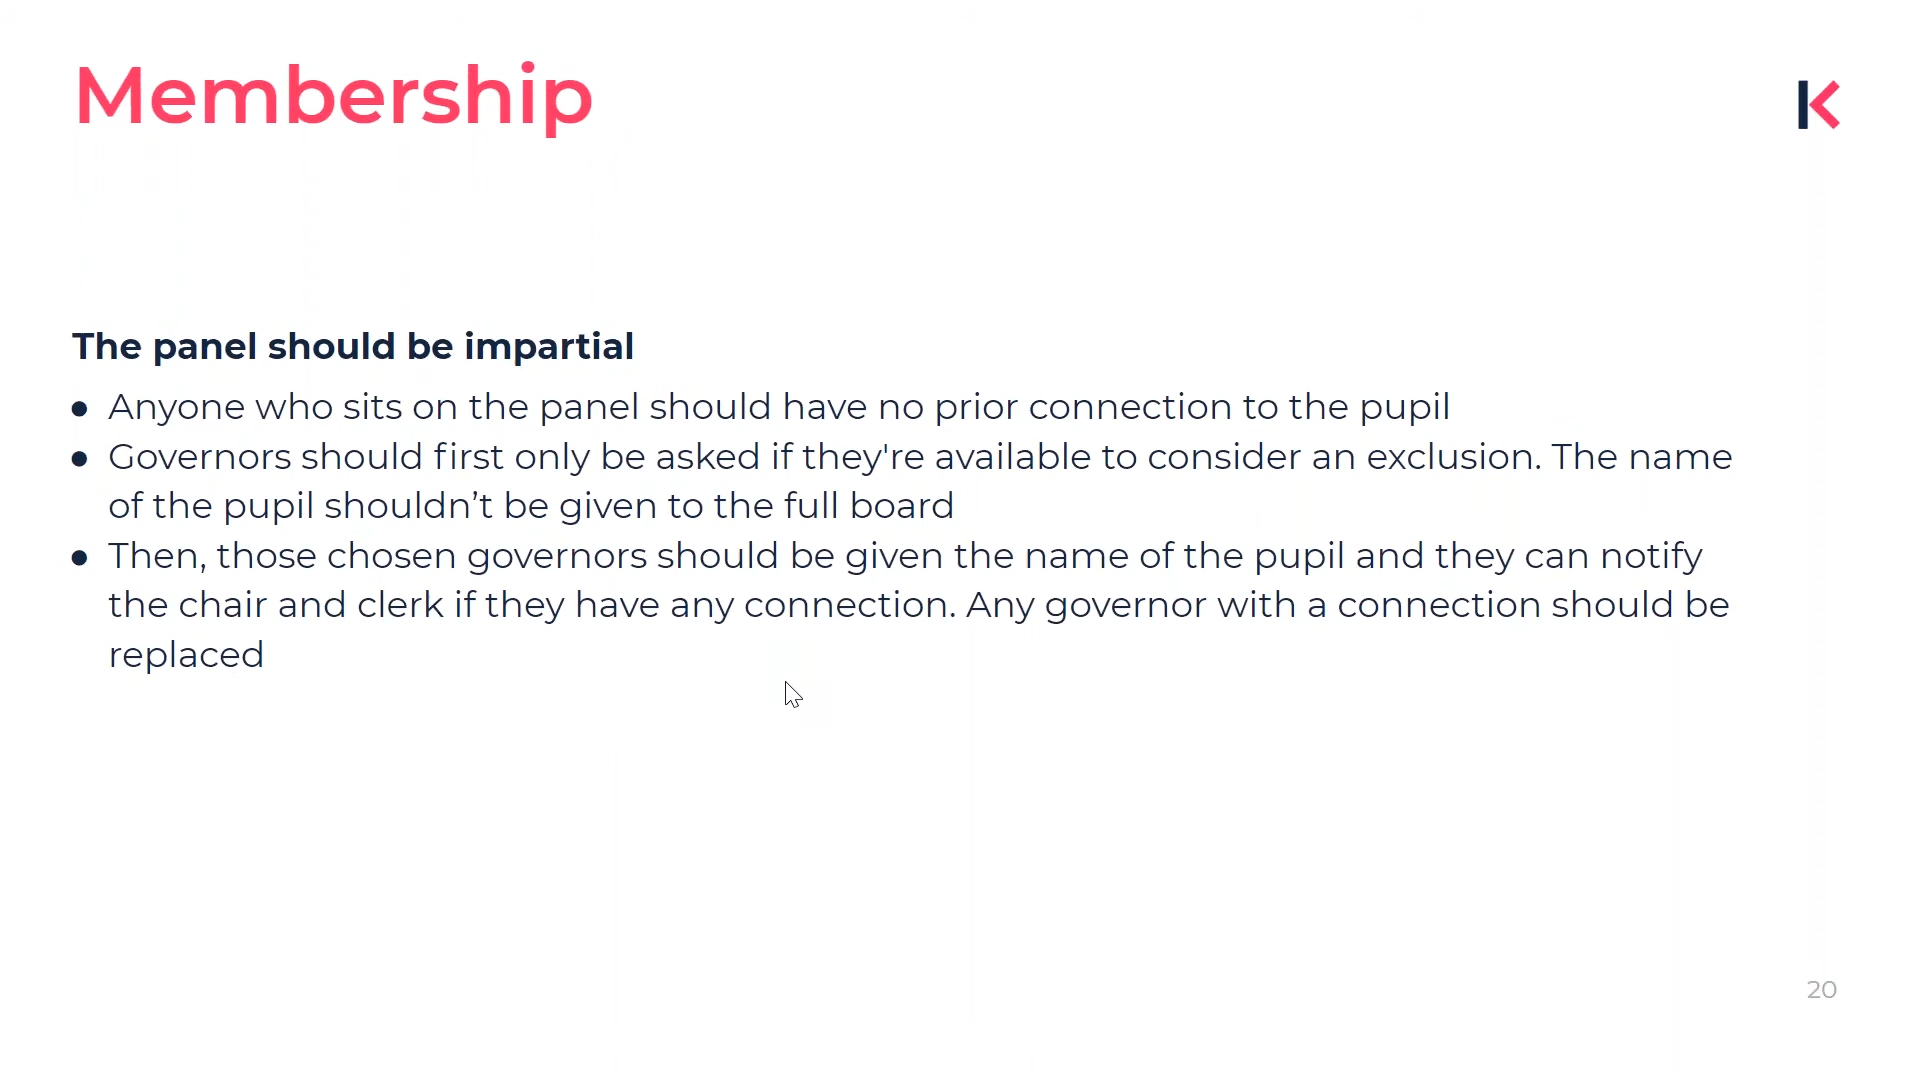 Membership
The panel should be impartial
● Anyone who sits on the panel should have no prior connection to the pupil
● Governors should first only be asked if they're available to consider an exclusion. The name
of the pupil shouldn’t be given to the full board
● Then, those chosen governors should be given the name of the pupil and they can notify
the chair and clerk if they have any connection. Any governor with a connection should be
replaced
20